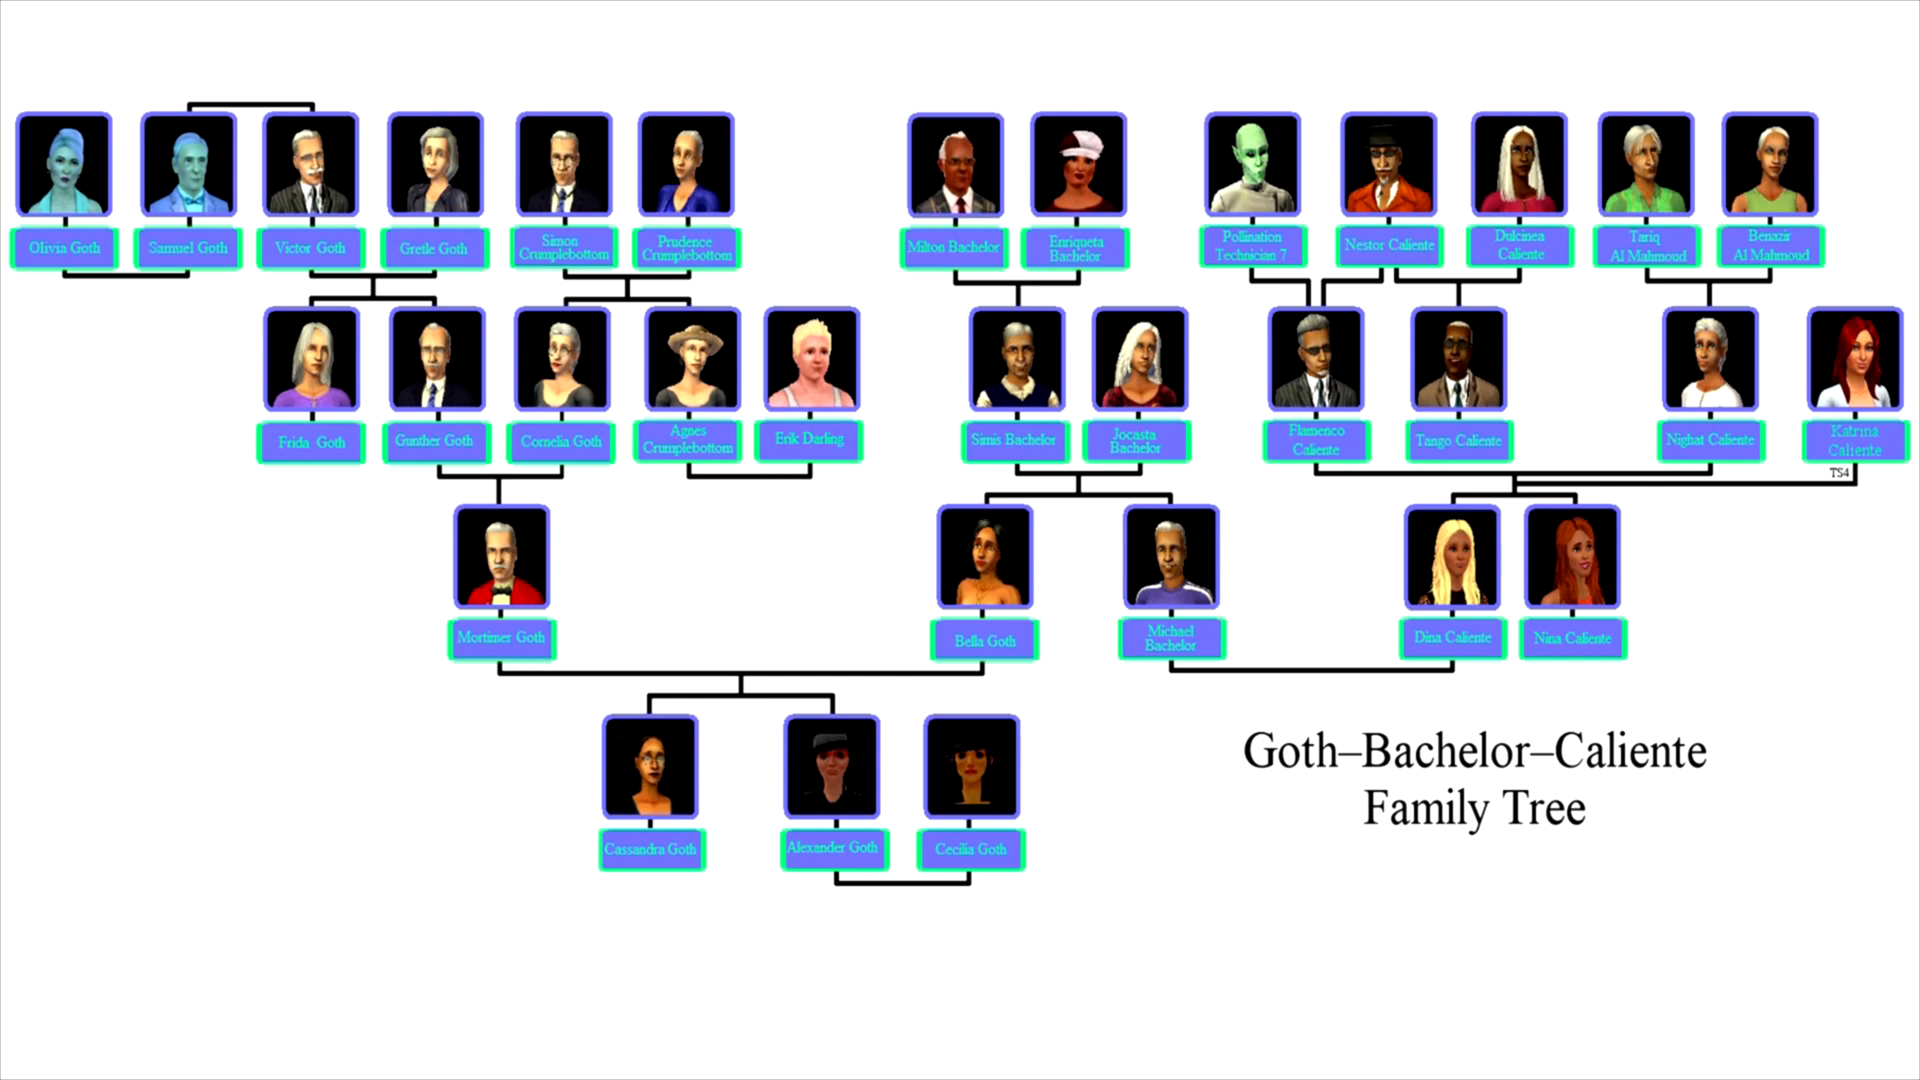 Olivia Goth
Samuel Goth
Victor Goth
Gretle Goth
Simon
Crumplebottom
Prudence
Crumplebottom
Milton Bachelor
Enriqueta
Bachelor
Pollination
Technician 7
Nestor Caliente
Dulcinea
Caliente
Tariq
Al Mahmoud
Benazir
Al Mahmoud
Frida Goth
Gunther Goth
Cornelia Goth
Agnes
Crumplebottom
Erik Darling
Simis Bachelor
Jocasta
Bachelor
Flamenco
Caliente
Tango Caliente
Nighat Caliente
Katrina
Caliente
TS4
Mortimer Goth
Bella Goth
Michael
Bachelor
Dina Caliente
Nina Caliente
Goth–Bachelor–Caliente
Family Tree
Cassandra Goth
Alexander Goth
Cecilia Goth